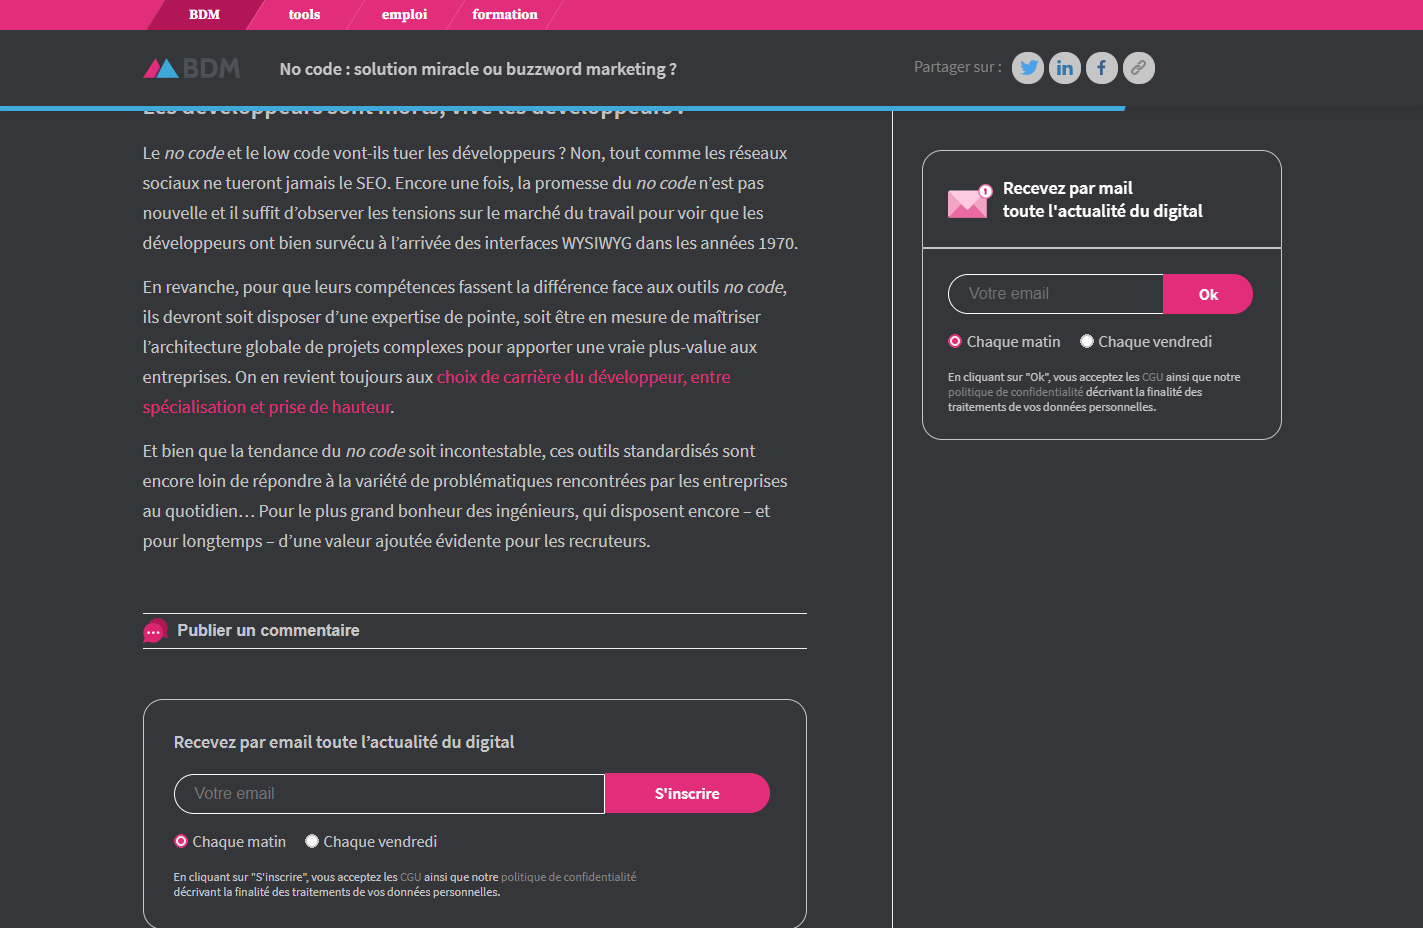 BDM
tools
emploi
formation
BDM
No code : solution miracle ou buzzword marketing ?
Partager sur :
Les développeurs sont morts, vive les développeurs !
Le no code et le low code vont-ils tuer les développeurs ? Non, tout comme les réseaux
sociaux ne tueront jamais le SEO. Encore une fois, la promesse du no code n’est pas
nouvelle et il suffit d’observer les tensions sur le marché du travail pour voir que les
développeurs ont bien survécu à l’arrivée des interfaces WYSIWYG dans les années 1970.
En revanche, pour que leurs compétences fassent la différence face aux outils no code,
ils devront soit disposer d’une expertise de pointe, soit être en mesure de maîtriser
l’architecture globale de projets complexes pour apporter une vraie plus-value aux
entreprises. On en revient toujours aux choix de carrière du développeur, entre
spécialisation et prise de hauteur.
Et bien que la tendance du no code soit incontestable, ces outils standardisés sont
encore loin de répondre à la variété de problématiques rencontrées par les entreprises
au quotidien… Pour le plus grand bonheur des ingénieurs, qui disposent encore – et
pour longtemps – d’une valeur ajoutée évidente pour les recruteurs.
Publier un commentaire
Recevez par email toute l’actualité du digital
Votre email
S'inscrire
Chaque matin
Chaque vendredi
En cliquant sur "S'inscrire", vous acceptez les CGU ainsi que notre politique de confidentialité
décrivant la finalité des traitements de vos données personnelles.
1
Recevez par mail
toute l'actualité du digital
Votre email
Ok
Chaque matin
Chaque vendredi
En cliquant sur "Ok", vous acceptez les CGU ainsi que notre
politique de confidentialité décrivant la finalité des
traitements de vos données personnelles.